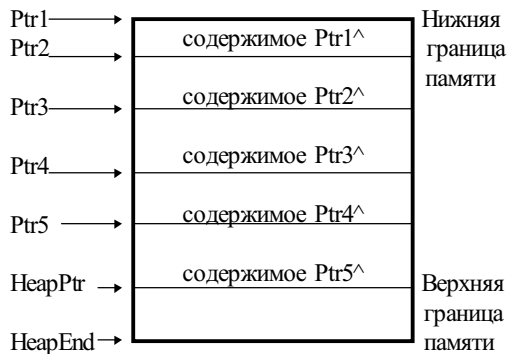 Ptr1
Нижняя
граница
памяти
содержимое Ptr1^
Ptr2
содержимое Ptr2^
Ptr3
содержимое Ptr3^
Ptr4
содержимое Ptr4^
Ptr5
содержимое Ptr5^
HeapPtr
Верхняя
граница
памяти
HeapEnd